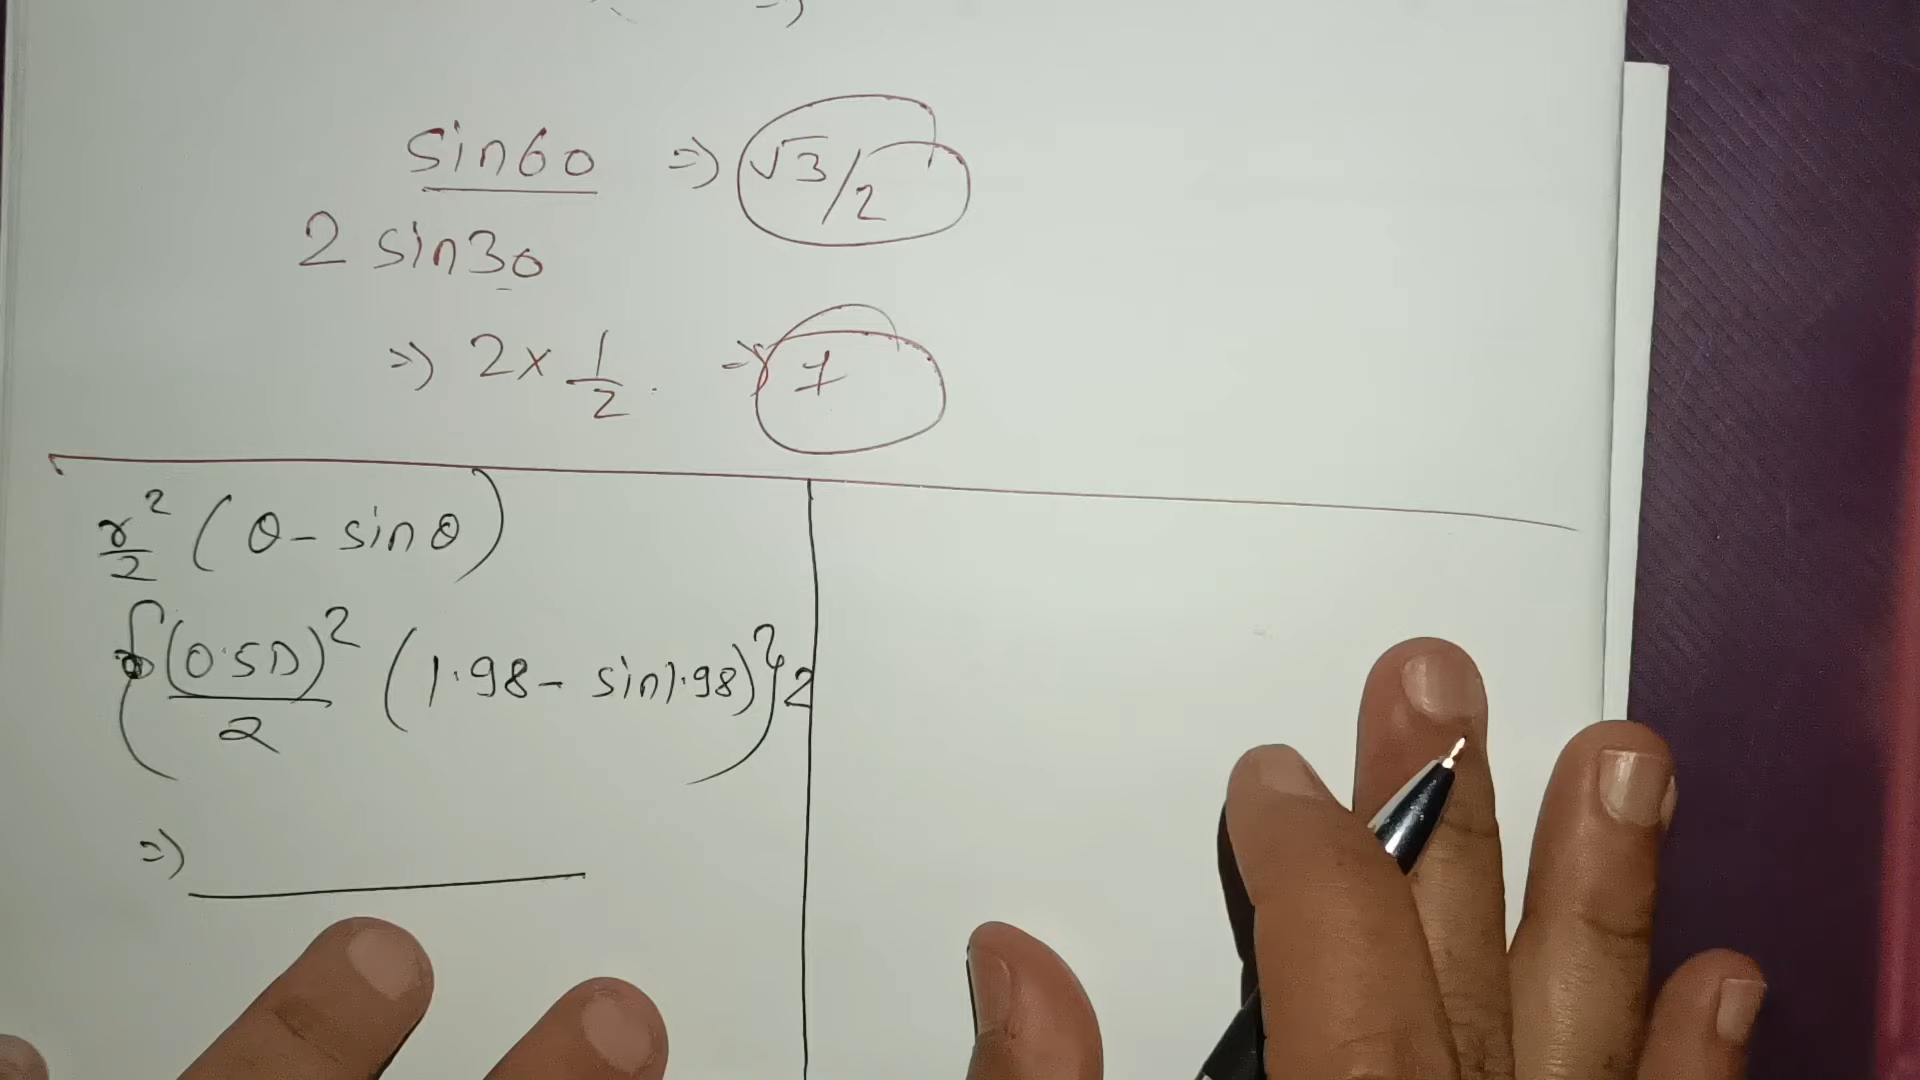 sin60 => √3/2
2 sin30
=> 2 x 1/2 . => 1
r²/2 (θ - sinθ)
{(0.5D)²/2 (1.98 - sin1.98)}2
=>